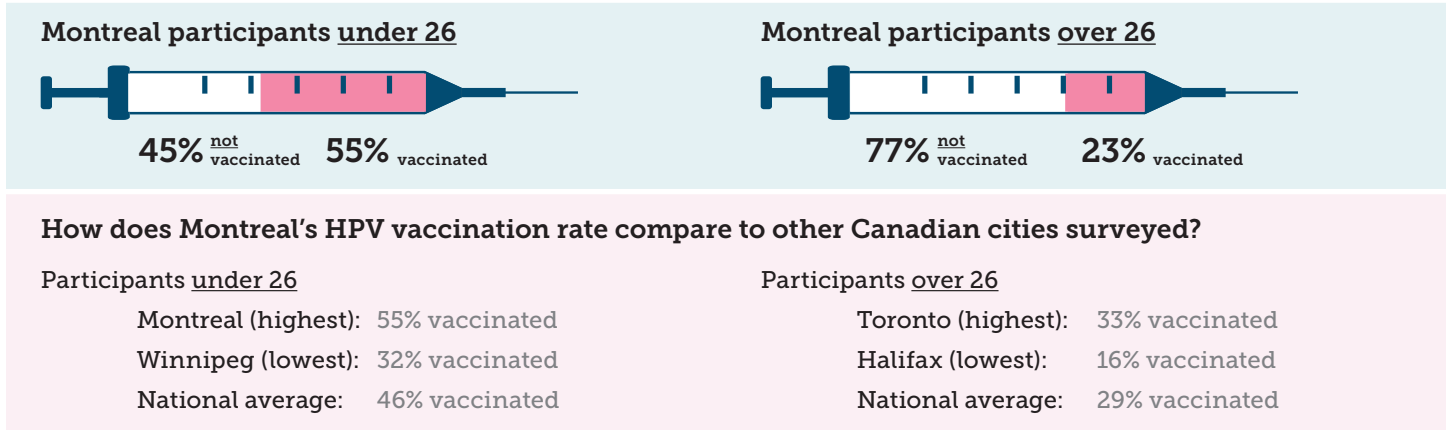 Montreal participants under 26
45% not vaccinated 55% vaccinated
Montreal participants over 26
77% not vaccinated 23% vaccinated
How does Montreal's HPV vaccination rate compare to other Canadian cities surveyed?
Participants under 26
Montreal (highest): 55% vaccinated
Winnipeg (lowest): 32% vaccinated
National average: 46% vaccinated
Participants over 26
Toronto (highest): 33% vaccinated
Halifax (lowest): 16% vaccinated
National average: 29% vaccinated